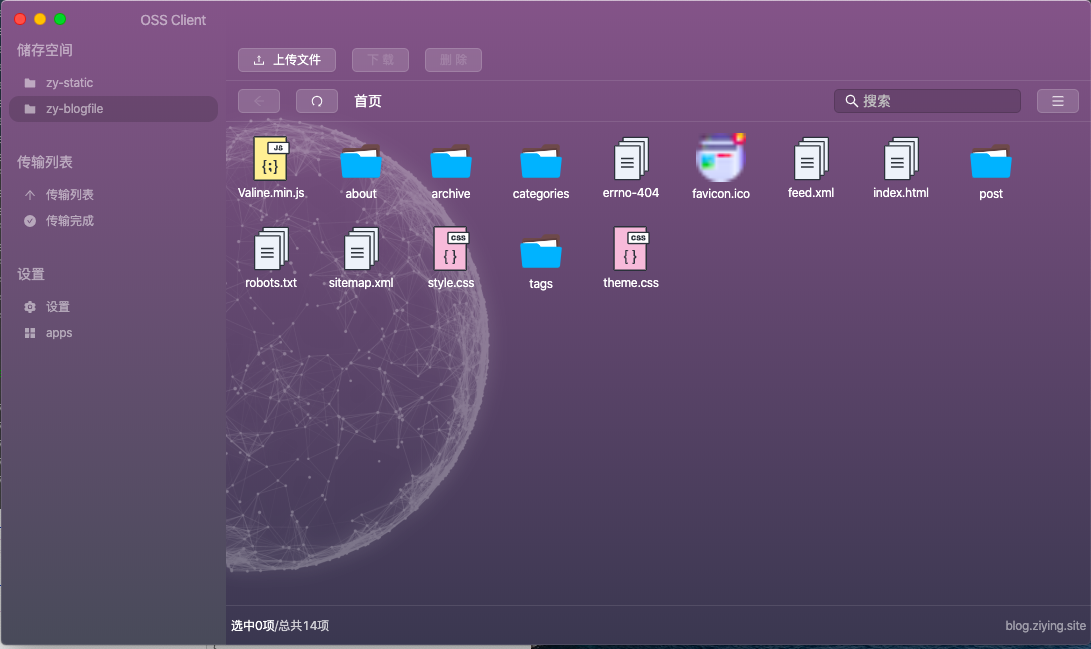 OSS Client
储存空间
zy-static
zy-blogfile
传输列表
传输列表
传输完成
设置
设置
apps
上传文件 下载 删除
首页 搜索
JS
Valine.min.js about archive categories errno-404 favicon.ico feed.xml index.html post
CSS CSS
robots.txt sitemap.xml style.css tags theme.css
选中0项/总共14项 blog.ziying.site